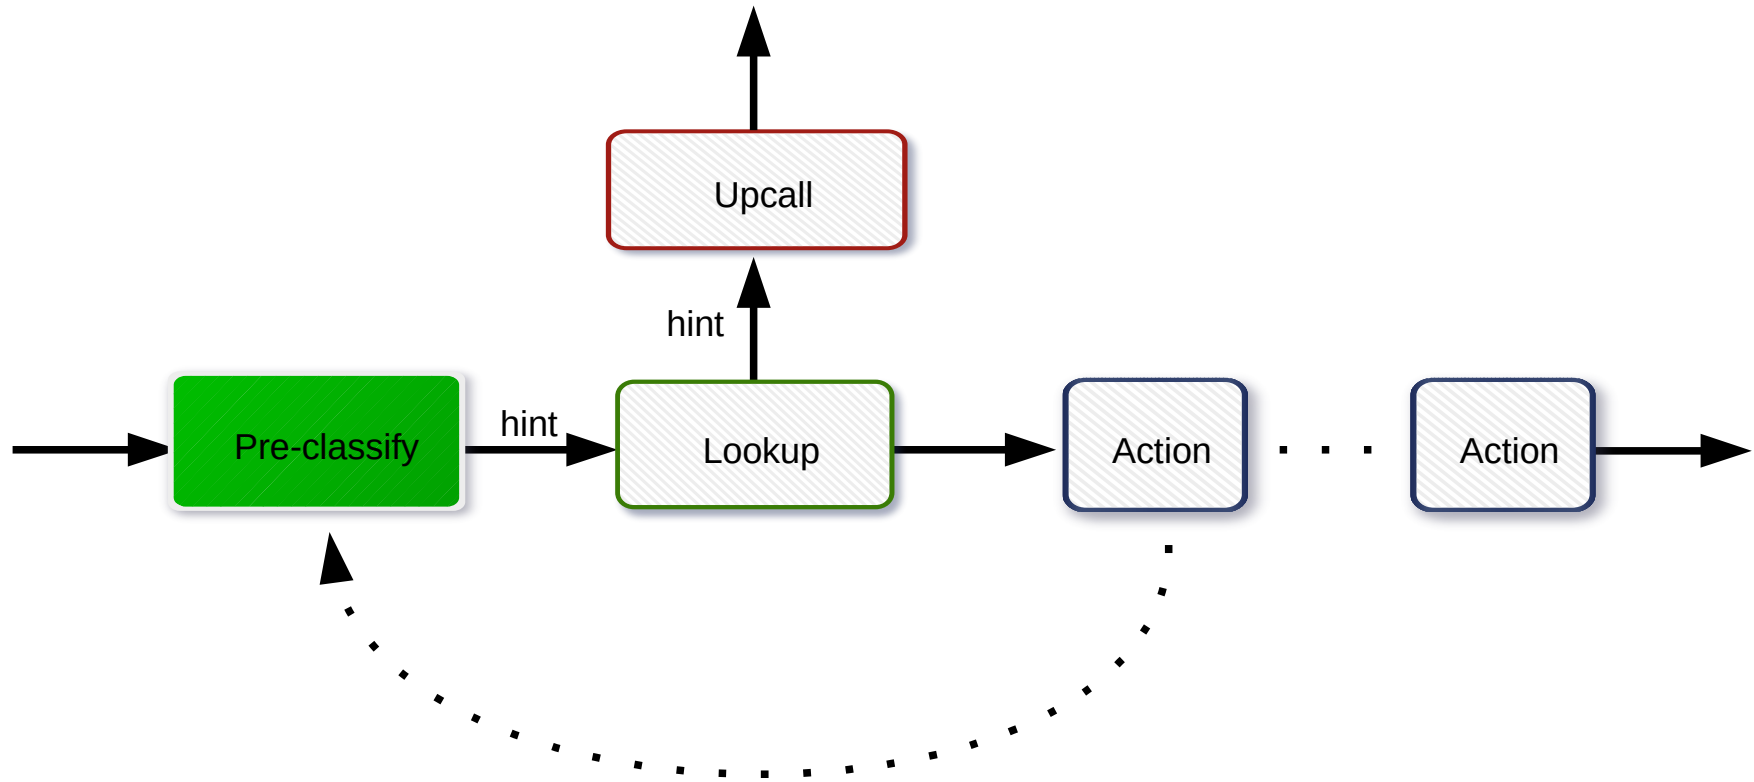 Upcall
hint
Pre-classify
hint
Lookup
Action
Action